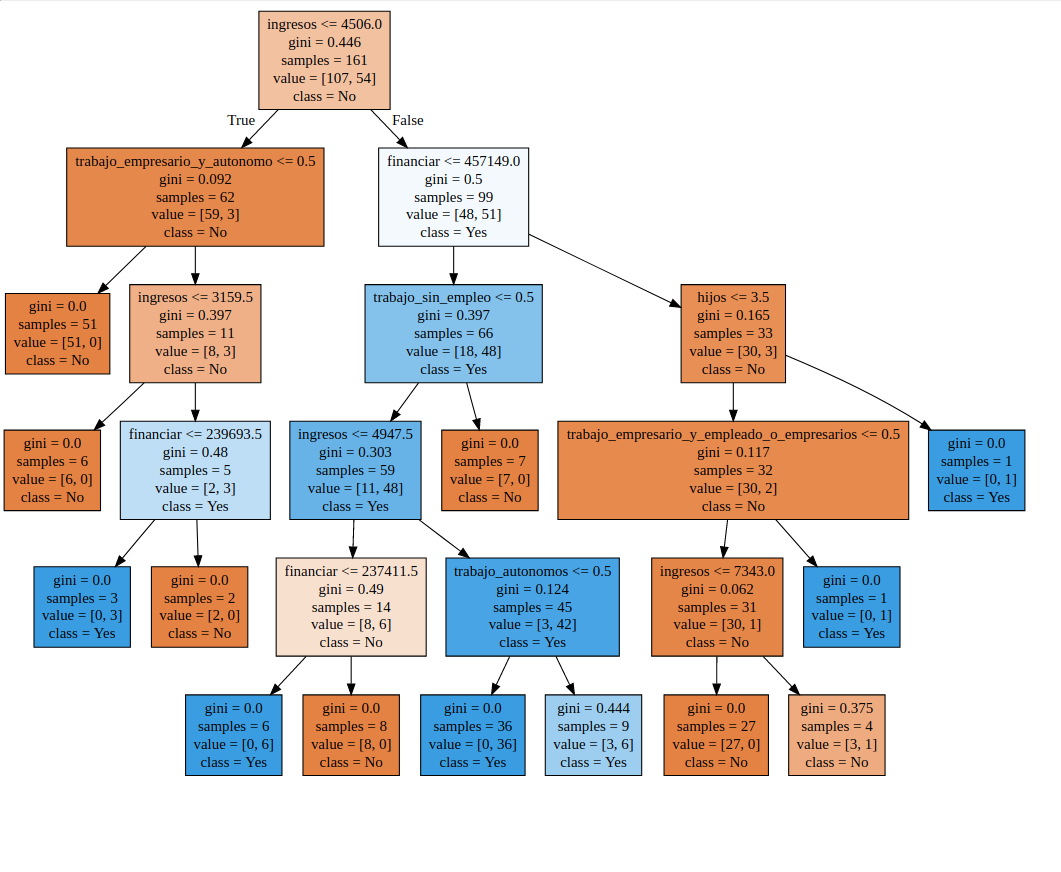 ingresos <= 4506.0
gini = 0.446
samples = 161
value = [107, 54]
class = No
True
False
trabajo_empresario_y_autonomo <= 0.5
gini = 0.092
samples = 62
value = [59, 3]
class = No
financiar <= 457149.0
gini = 0.5
samples = 99
value = [48, 51]
class = Yes
gini = 0.0
samples = 51
value = [51, 0]
class = No
ingresos <= 3159.5
gini = 0.397
samples = 11
value = [8, 3]
class = No
trabajo_sin_empleo <= 0.5
gini = 0.397
samples = 66
value = [18, 48]
class = Yes
hijos <= 3.5
gini = 0.165
samples = 33
value = [30, 3]
class = No
gini = 0.0
samples = 6
value = [6, 0]
class = No
financiar <= 239693.5
gini = 0.48
samples = 5
value = [2, 3]
class = Yes
ingresos <= 4947.5
gini = 0.303
samples = 59
value = [11, 48]
class = Yes
gini = 0.0
samples = 7
value = [7, 0]
class = No
trabajo_empresario_y_empleado_o_empresarios <= 0.5
gini = 0.117
samples = 32
value = [30, 2]
class = No
gini = 0.0
samples = 1
value = [0, 1]
class = Yes
gini = 0.0
samples = 3
value = [0, 3]
class = Yes
gini = 0.0
samples = 2
value = [2, 0]
class = No
financiar <= 237411.5
gini = 0.49
samples = 14
value = [8, 6]
class = No
trabajo_autonomos <= 0.5
gini = 0.124
samples = 45
value = [3, 42]
class = Yes
ingresos <= 7343.0
gini = 0.062
samples = 31
value = [30, 1]
class = No
gini = 0.0
samples = 1
value = [0, 1]
class = Yes
gini = 0.0
samples = 6
value = [0, 6]
class = Yes
gini = 0.0
samples = 8
value = [8, 0]
class = No
gini = 0.0
samples = 36
value = [0, 36]
class = Yes
gini = 0.444
samples = 9
value = [3, 6]
class = Yes
gini = 0.0
samples = 27
value = [27, 0]
class = No
gini = 0.375
samples = 4
value = [3, 1]
class = No